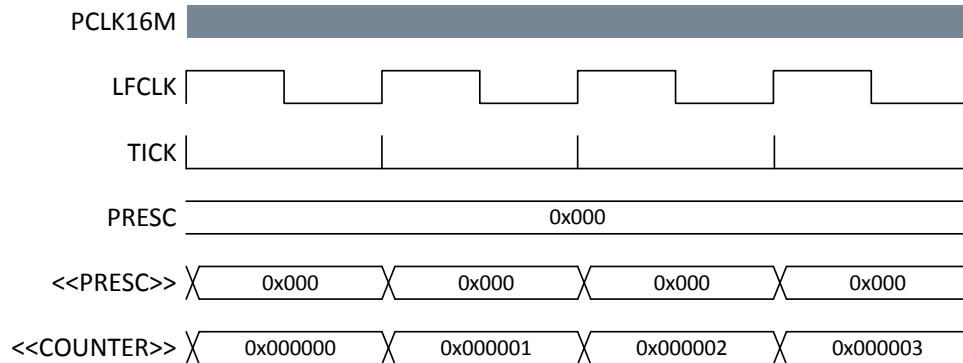 PCLK16M
LFCLK
TICK
PRESC 0x000
<<PRESC>> 0x000 0x000 0x000 0x000
<<COUNTER>> 0x000000 0x000001 0x000002 0x000003